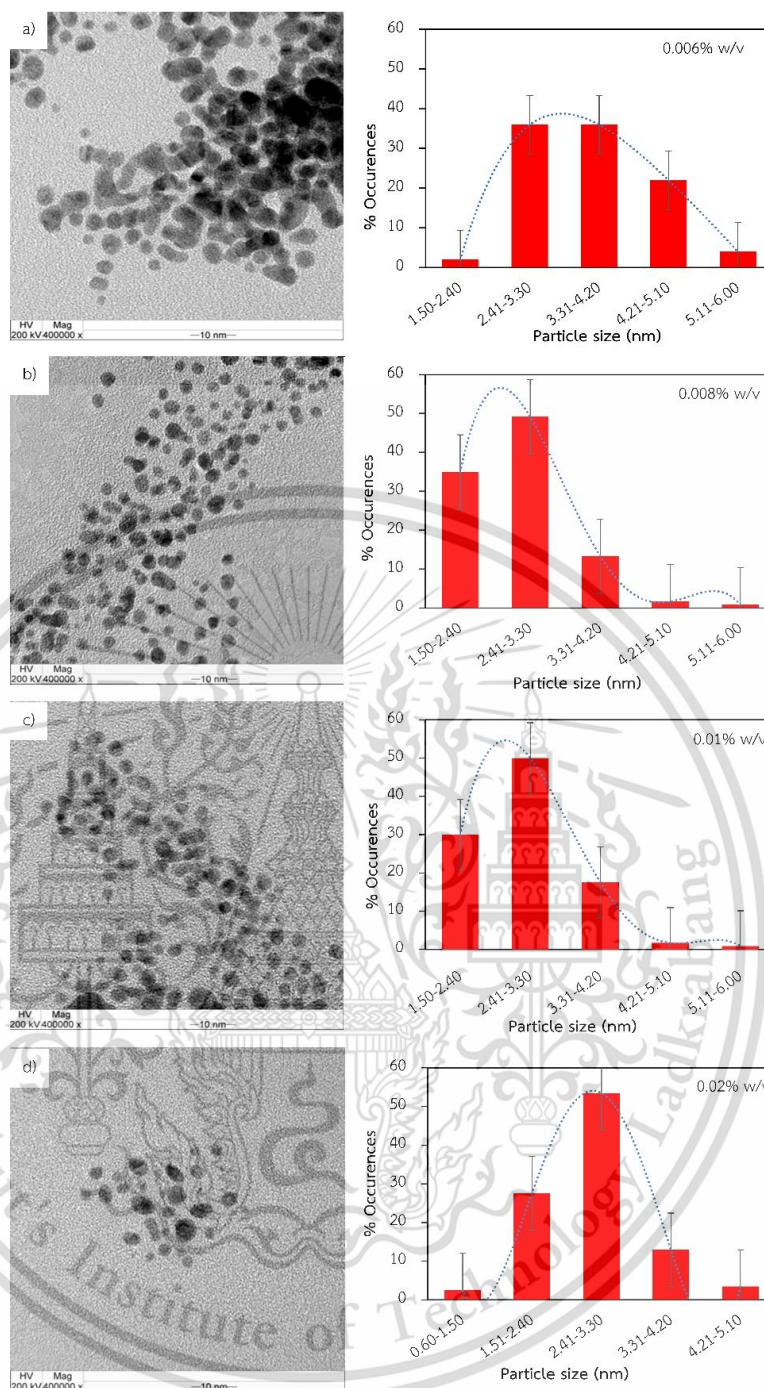 a)
0.006% w/v
% Occurences
60
50
40
30
20
10
0
1.50-2.40
2.41-3.30
3.31-4.20
4.21-5.10
5.11-6.00
Particle size (nm)
HV Mag
200 kV 400000 x
10 nm
b)
0.008% w/v
% Occurences
60
50
40
30
20
10
0
1.50-2.40
2.41-3.30
3.31-4.20
4.21-5.10
5.11-6.00
Particle size (nm)
HV Mag
200 kV 400000 x
10 nm
c)
0.01% w/v
% Occurences
60
50
40
30
20
10
0
1.50-2.40
2.41-3.30
3.31-4.20
4.21-5.10
5.11-6.00
Particle size (nm)
HV Mag
200 kV 400000 x
10 nm
d)
0.02% w/v
% Occurences
60
50
40
30
20
10
0
0.60-1.50
1.51-2.40
2.41-3.30
3.31-4.20
4.21-5.10
Particle size (nm)
HV Mag
200 kV 400000 x
10 nm
's Institute of Technology Ladkrabang